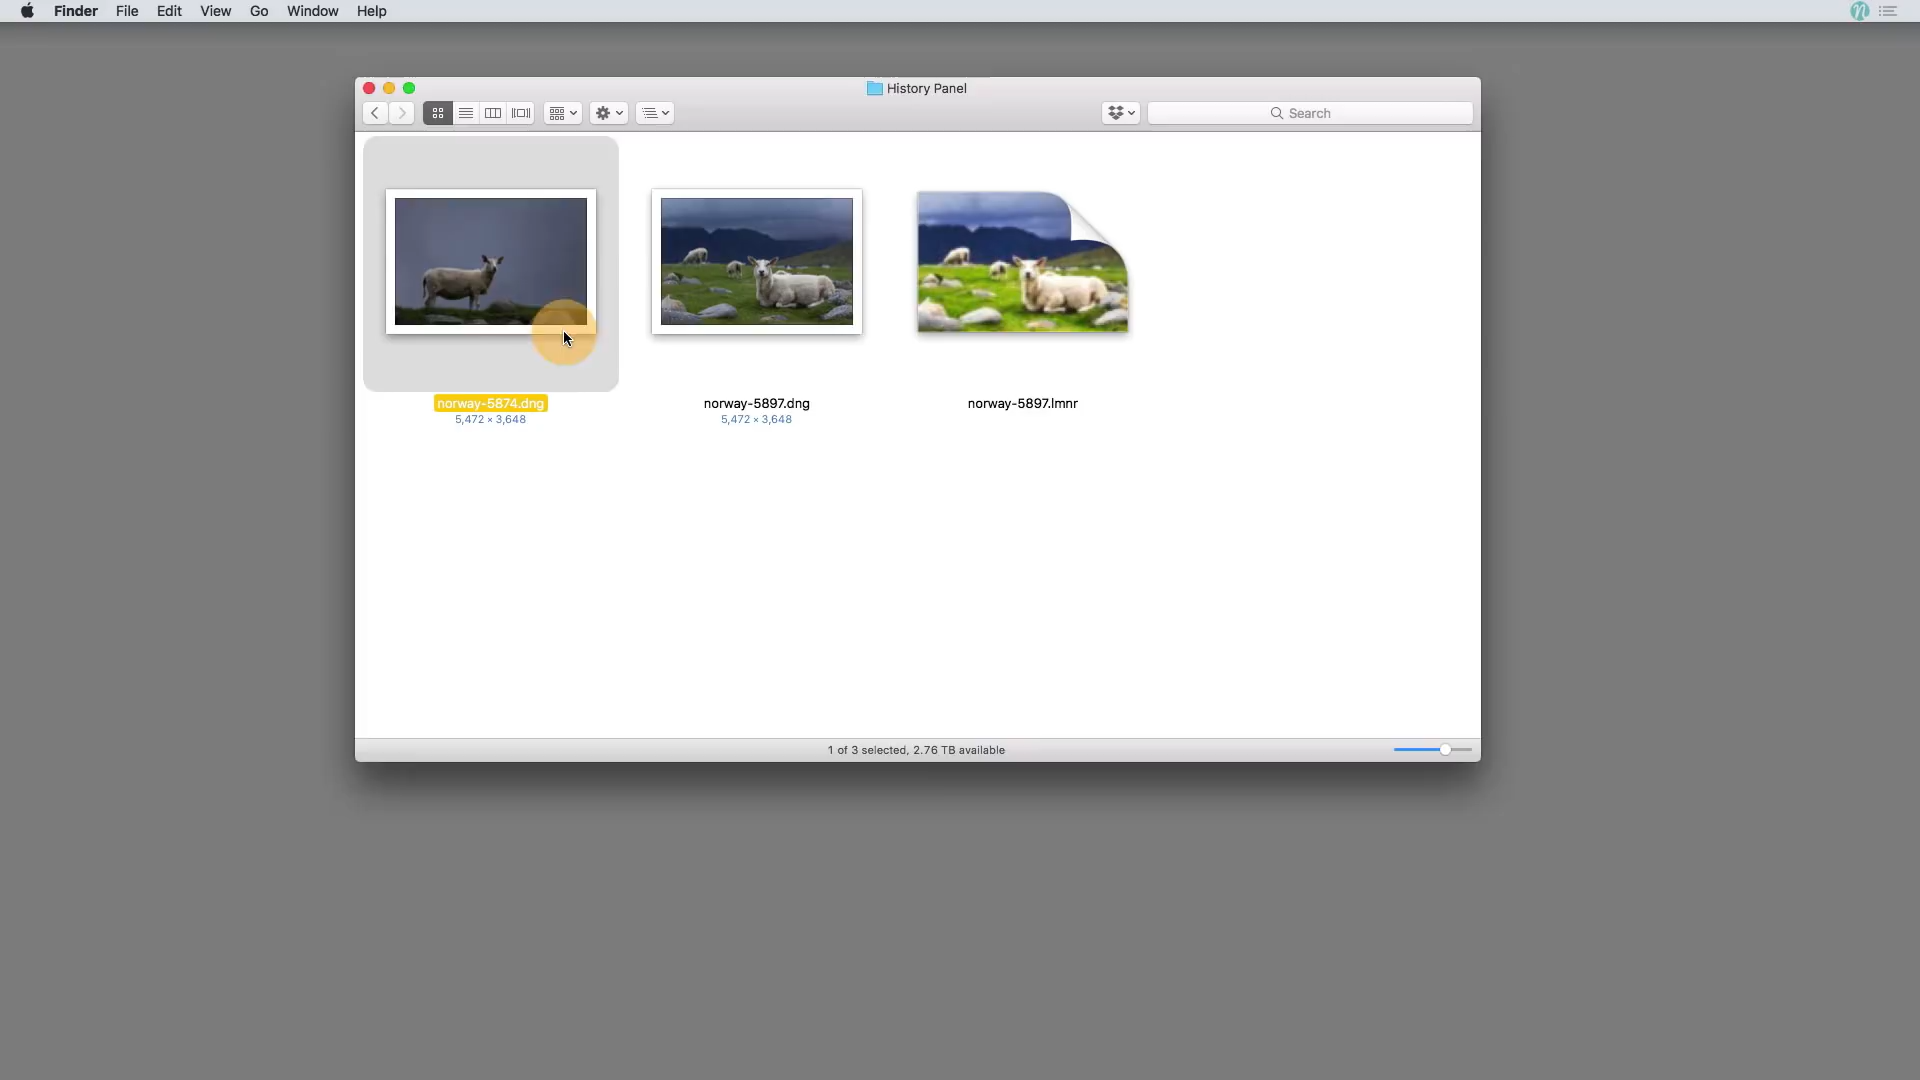 Finder File Edit View Go Window Help
History Panel
Search
norway-5874.dng
5,472 × 3,648
norway-5897.dng
5,472 × 3,648
norway-5897.lmnr
1 of 3 selected, 2.76 TB available